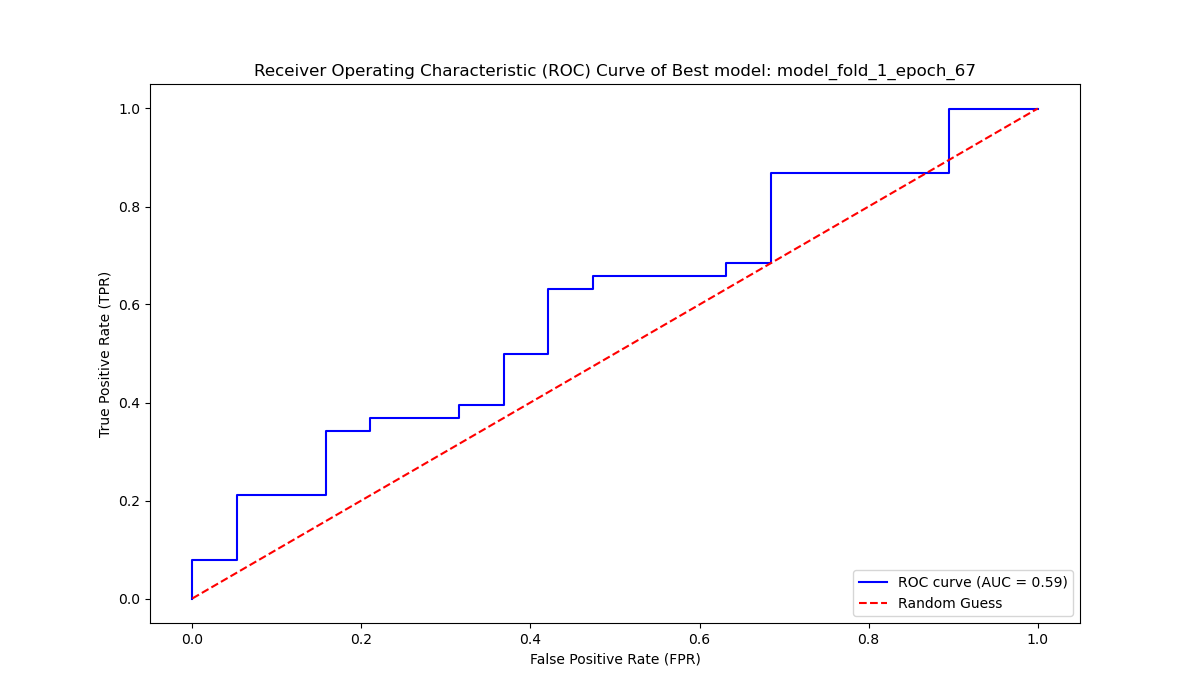 Receiver Operating Characteristic (ROC) Curve of Best model: model_fold_1_epoch_67
True Positive Rate (TPR)
1.0
0.8
0.6
0.4
0.2
0.0
0.0
0.2
0.4
0.6
0.8
1.0
False Positive Rate (FPR)
ROC curve (AUC = 0.59)
Random Guess